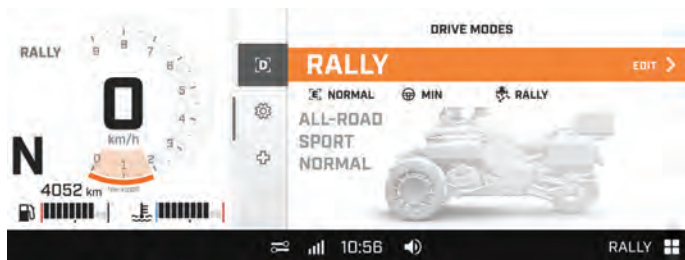 DRIVE MODES
RALLY
9 8 7
6
5
4
3
0 1 2
0
km/h
N
4052 km
[D]
RALLY
EDIT
[E] NORMAL MIN RALLY
ALL-ROAD
SPORT
NORMAL
10:56
RALLY